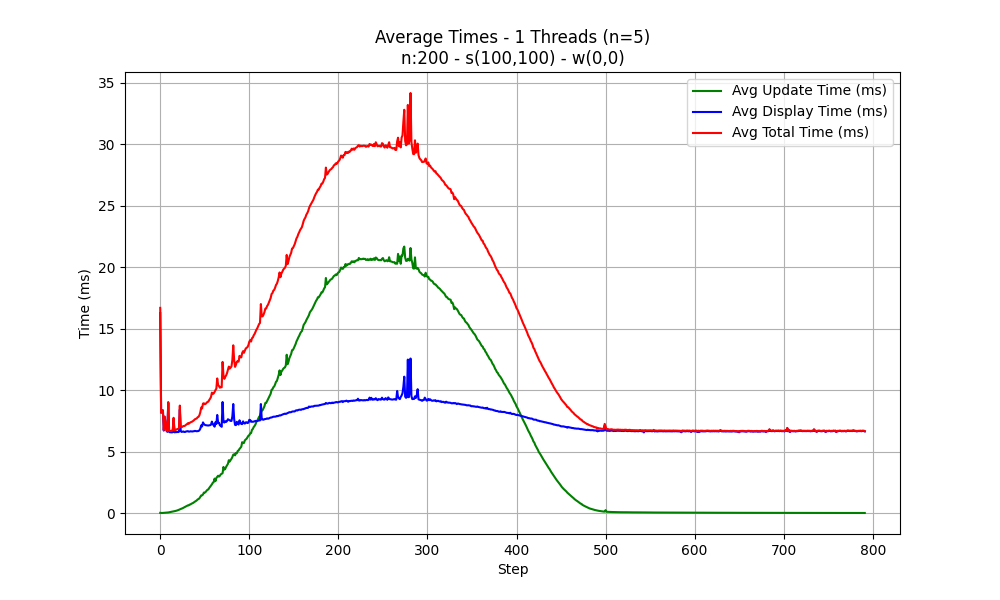 Average Times - 1 Threads (n=5)
n:200 - s(100,100) - w(0,0)
Avg Update Time (ms)
Avg Display Time (ms)
Avg Total Time (ms)
Time (ms)
35
30
25
20
15
10
5
0
0 100 200 300 400 500 600 700 800
Step